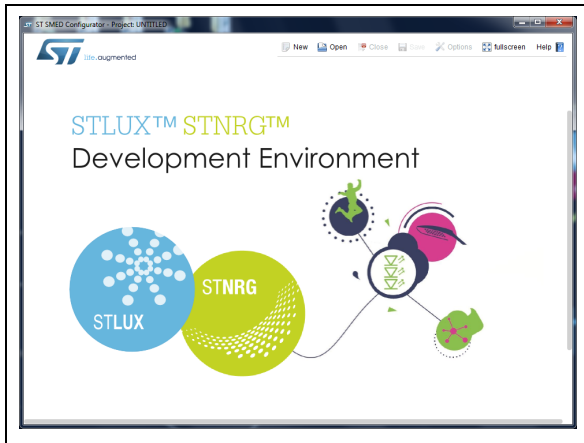 ST SMED Configurator - Project: UNTITLED
ST life.augmented
New Open Close Save Options fullscreen Help
STLUX™ STNRG™
Development Environment
STNRG
STLUX